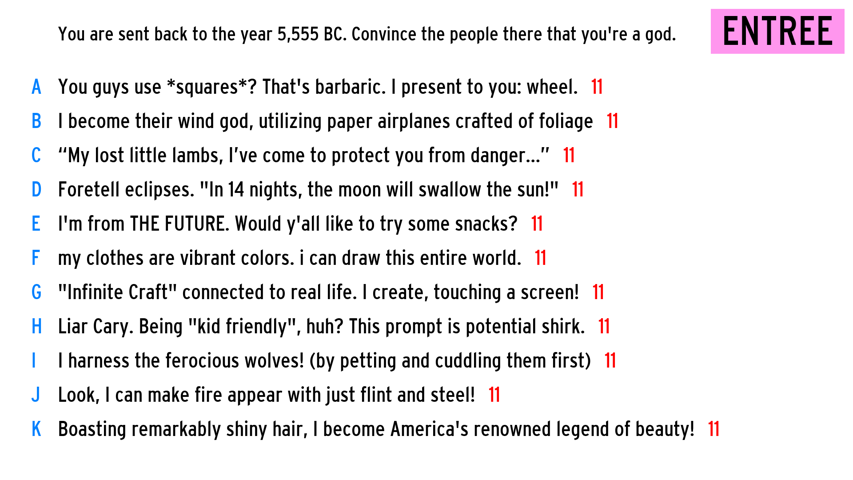 You are sent back to the year 5,555 BC. Convince the people there that you're a god.
ENTREE
A You guys use *squares*? That's barbaric. I present to you: wheel. 11
B I become their wind god, utilizing paper airplanes crafted of foliage 11
C “My lost little lambs, I’ve come to protect you from danger...” 11
D Foretell eclipses. "In 14 nights, the moon will swallow the sun!" 11
E I'm from THE FUTURE. Would y'all like to try some snacks? 11
F my clothes are vibrant colors. i can draw this entire world. 11
G "Infinite Craft" connected to real life. I create, touching a screen! 11
H Liar Cary. Being "kid friendly", huh? This prompt is potential shirk. 11
I I harness the ferocious wolves! (by petting and cuddling them first) 11
J Look, I can make fire appear with just flint and steel! 11
K Boasting remarkably shiny hair, I become America's renowned legend of beauty! 11